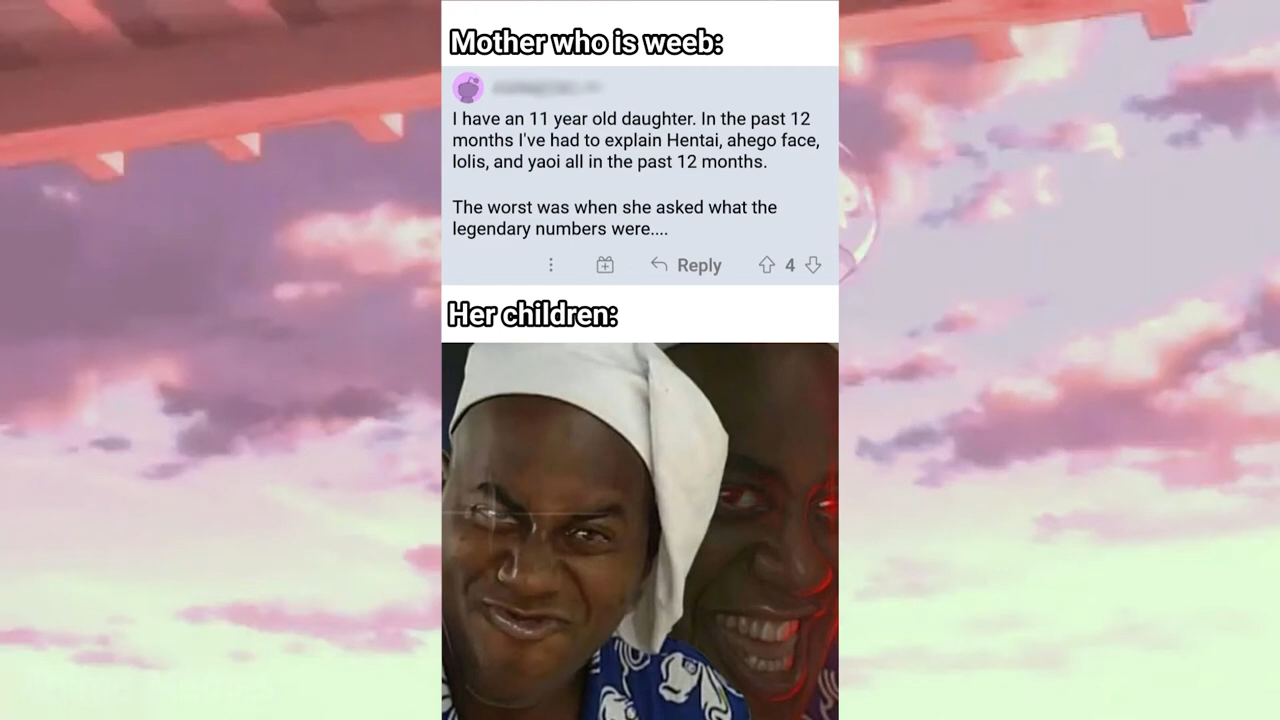 Mother who is weeb:
I have an 11 year old daughter. In the past 12
months I've had to explain Hentai, ahego face,
lolis, and yaoi all in the past 12 months.
The worst was when she asked what the
legendary numbers were....
Reply
4
Her children: